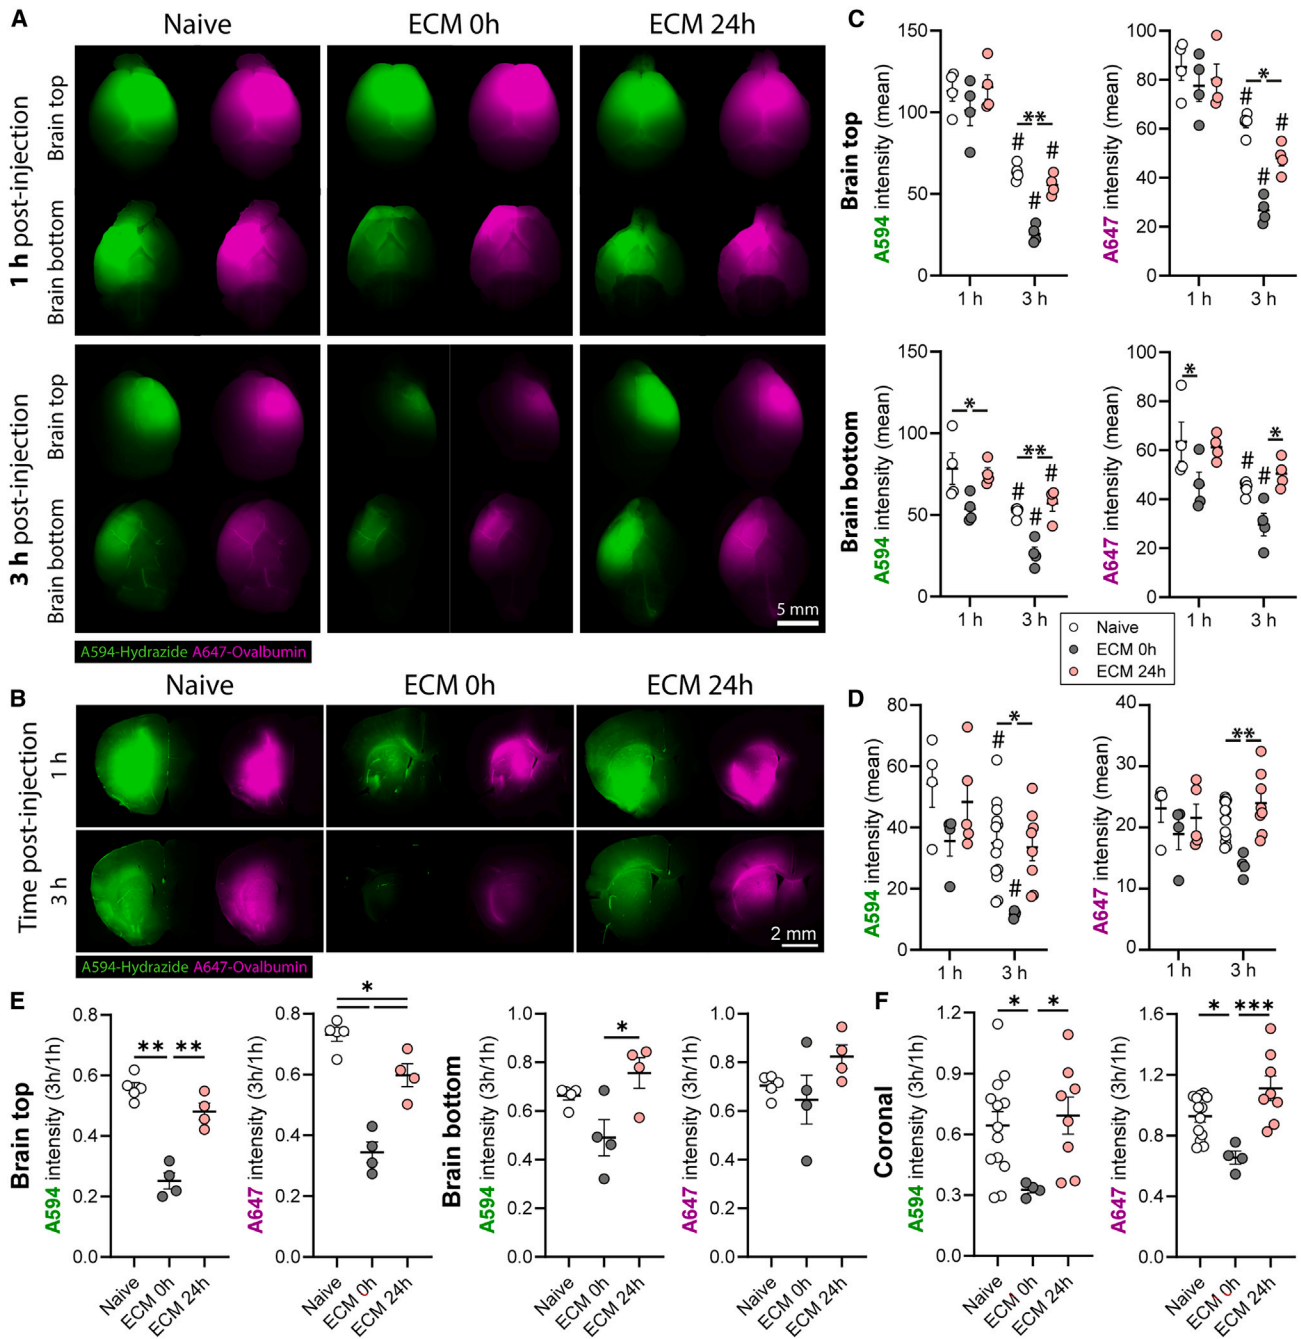 A
Naive
ECM 0h
ECM 24h
1 h post-injection
Brain top
Brain bottom
3 h post-injection
Brain top
Brain bottom
5 mm
A594-Hydrazide A647-Ovalbumin
B
Naive
ECM 0h
ECM 24h
Time post-injection
1 h
3 h
2 mm
A594-Hydrazide A647-Ovalbumin
C
Brain top
A594 intensity (mean)
150
100
50
0
**
#
#
#
1 h
3 h
A647 intensity (mean)
100
80
60
40
20
0
*
#
#
#
1 h
3 h
Brain bottom
A594 intensity (mean)
150
100
50
0
*
**
#
#
#
1 h
3 h
A647 intensity (mean)
100
80
60
40
20
0
*
*
#
#
1 h
3 h
Naive
ECM 0h
ECM 24h
D
A594 intensity (mean)
80
60
40
20
0
*
#
#
1 h
3 h
A647 intensity (mean)
40
30
20
10
0
**
1 h
3 h
E
Brain top
A594 intensity (3h/1h)
0.8
0.6
0.4
0.2
0.0
**
**
Naive
ECM 0h
ECM 24h
A647 intensity (3h/1h)
0.8
0.6
0.4
0.2
0.0
*
Naive
ECM 0h
ECM 24h
Brain bottom
A594 intensity (3h/1h)
1.0
0.8
0.6
0.4
0.2
0.0
*
Naive
ECM 0h
ECM 24h
A647 intensity (3h/1h)
1.0
0.8
0.6
0.4
0.2
0.0
Naive
ECM 0h
ECM 24h
F
Coronal
A594 intensity (3h/1h)
1.2
0.9
0.6
0.3
0.0
*
*
Naive
ECM 0h
ECM 24h
A647 intensity (3h/1h)
1.6
1.2
0.8
0.4
0.0
*
***
Naive
ECM 0h
ECM 24h